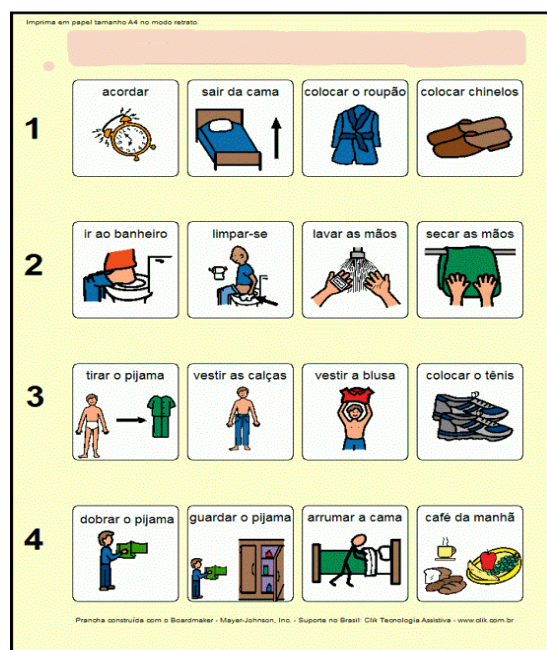 Imprima em papel tamanho A4 no modo retrato.
1
acordar
sair da cama
colocar o roupão
colocar chinelos
2
ir ao banheiro
limpar-se
lavar as mãos
secar as mãos
3
tirar o pijama
vestir as calças
vestir a blusa
colocar o tênis
4
dobrar o pijama
guardar o pijama
arrumar a cama
café da manhã
Prancha construída com o Boardmaker - Mayer-Johnson, Inc. - Suporte no Brasil: Clik Tecnologia Assistiva - www.clik.com.br